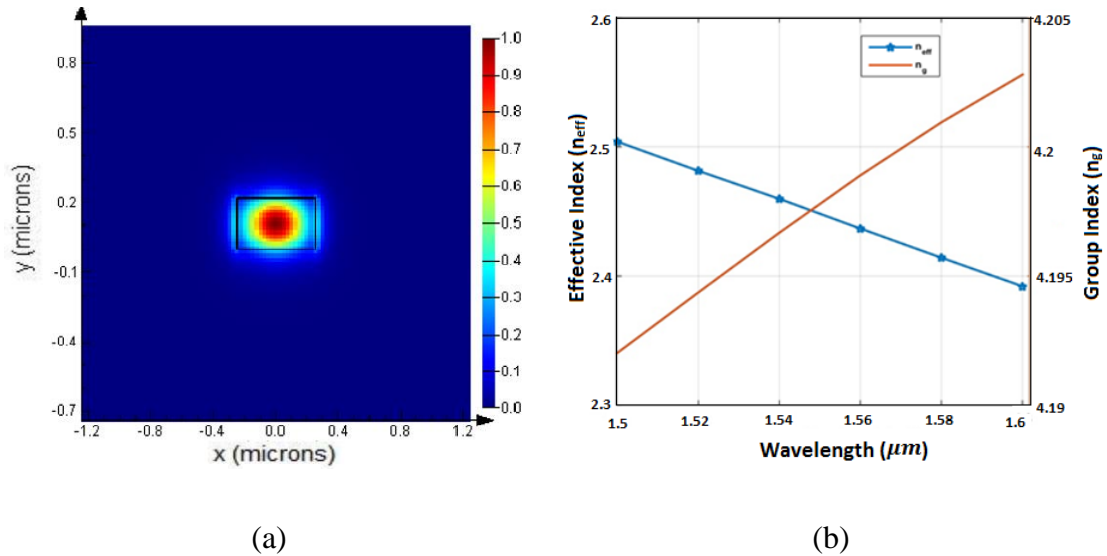 0.8
0.5
0.2
-0.1
-0.4
-0.7
y (microns)
-1.2 -0.8 -0.4 0.0 0.4 0.8 1.2
x (microns)
1.0
0.9
0.8
0.7
0.6
0.5
0.4
0.3
0.2
0.1
0.0
(a)
2.6
2.5
2.4
2.3
Effective Index (neff)
neff
ng
4.205
4.2
4.195
4.19
Group Index (ng)
1.5 1.52 1.54 1.56 1.58 1.6
Wavelength (μm)
(b)